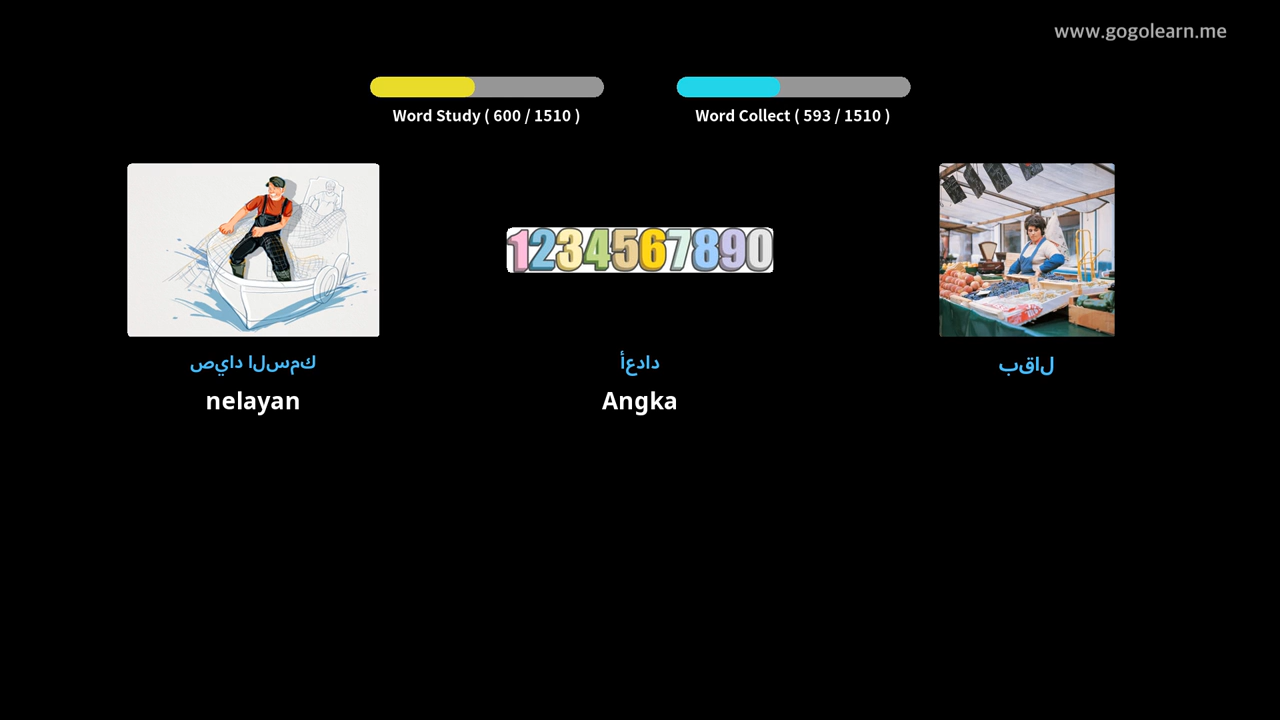 www.gogolearn.me
Word Study ( 600 / 1510 )
Word Collect ( 593 / 1510 )
1234567890
صياد السمك
أعداد
بقال
nelayan
Angka